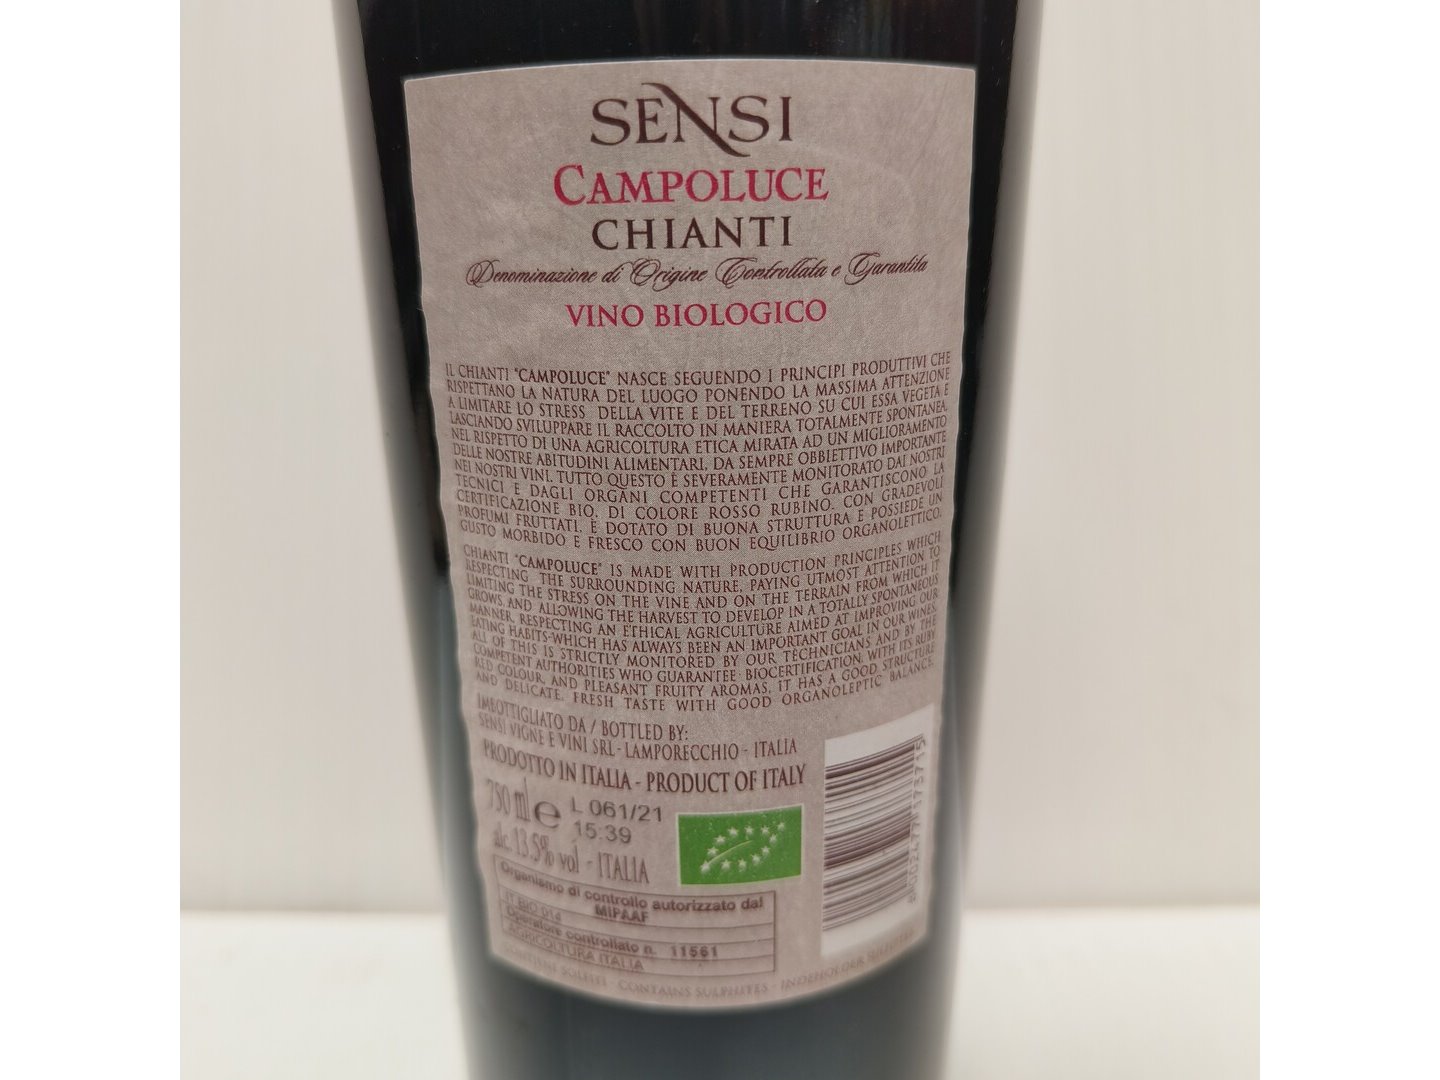 SENSI
CAMPOLUCE
CHIANTI
Denominazione di Origine Controllata e Garantita
VINO BIOLOGICO
IL CHIANTI "CAMPOLUCE" NASCE SEGUENDO I PRINCIPI PRODUTTIVI CHE
RISPETTANO LA NATURA DEL LUOGO PONENDO LA MASSIMA ATTENZIONE
A LIMITARE LO STRESS DELLA VITE E DEL TERRENO SU CUI ESSA VEGETA E
LASCIANDO SVILUPPARE IL RACCOLTO IN MANIERA TOTALMENTE SPONTANEA,
NEL RISPETTO DI UNA AGRICOLTURA ETICA MIRATA AD UN MIGLIORAMENTO
DELLE NOSTRE ABITUDINI ALIMENTARI, DA SEMPRE OBBIETTIVO IMPORTANTE
NEI NOSTRI VINI. TUTTO QUESTO È SEVERAMENTE MONITORATO DAI NOSTRI
TECNICI E DAGLI ORGANI COMPETENTI CHE GARANTISCONO LA
CERTIFICAZIONE BIO. DI COLORE ROSSO RUBINO, CON GRADEVOLI
PROFUMI FRUTTATI, È DOTATO DI BUONA STRUTTURA E POSSIEDE UN
GUSTO MORBIDO E FRESCO CON BUON EQUILIBRIO ORGANOLETTICO.
CHIANTI "CAMPOLUCE" IS MADE WITH PRODUCTION PRINCIPLES WHICH
RESPECTING THE SURROUNDING NATURE, PAYING UTMOST ATTENTION TO
LIMITING THE STRESS ON THE VINE AND ON THE TERRAIN FROM WHICH IT
GROWS AND ALLOWING THE HARVEST TO DEVELOP IN A TOTALLY SPONTANEOUS
MANNER, RESPECTING AN ETHICAL AGRICULTURE AIMED AT IMPROVING OUR
EATING HABITS-WHICH HAS ALWAYS BEEN AN IMPORTANT GOAL IN OUR WINES.
ALL OF THIS IS STRICTLY MONITORED BY OUR TECHNICIANS AND BY THE
COMPETENT AUTHORITIES WHO GUARANTEE BIOCERTIFICATION. WITH ITS RUBY
RED COLOUR, AND PLEASANT FRUITY AROMAS, IT HAS A GOOD STRUCTURE
AND DELICATE, FRESH TASTE WITH GOOD ORGANOLEPTIC BALANCE.
IMBOTTIGLIATO DA / BOTTLED BY:
SENSI VIGNE E VINI SRL - LAMPORECCHIO - ITALIA
PRODOTTO IN ITALIA - PRODUCT OF ITALY
750 ml e L 061/21
15:39
alc. 13.5% vol - ITALIA
Organismo di controllo autorizzato dal
MIPAAF
IT BIO 014
Operatore controllato n. 11561
AGRICOLTURA ITALIA
CONTIENE SOLFITI - CONTAINS SULPHITES - INDEHOLDER SULFITTER